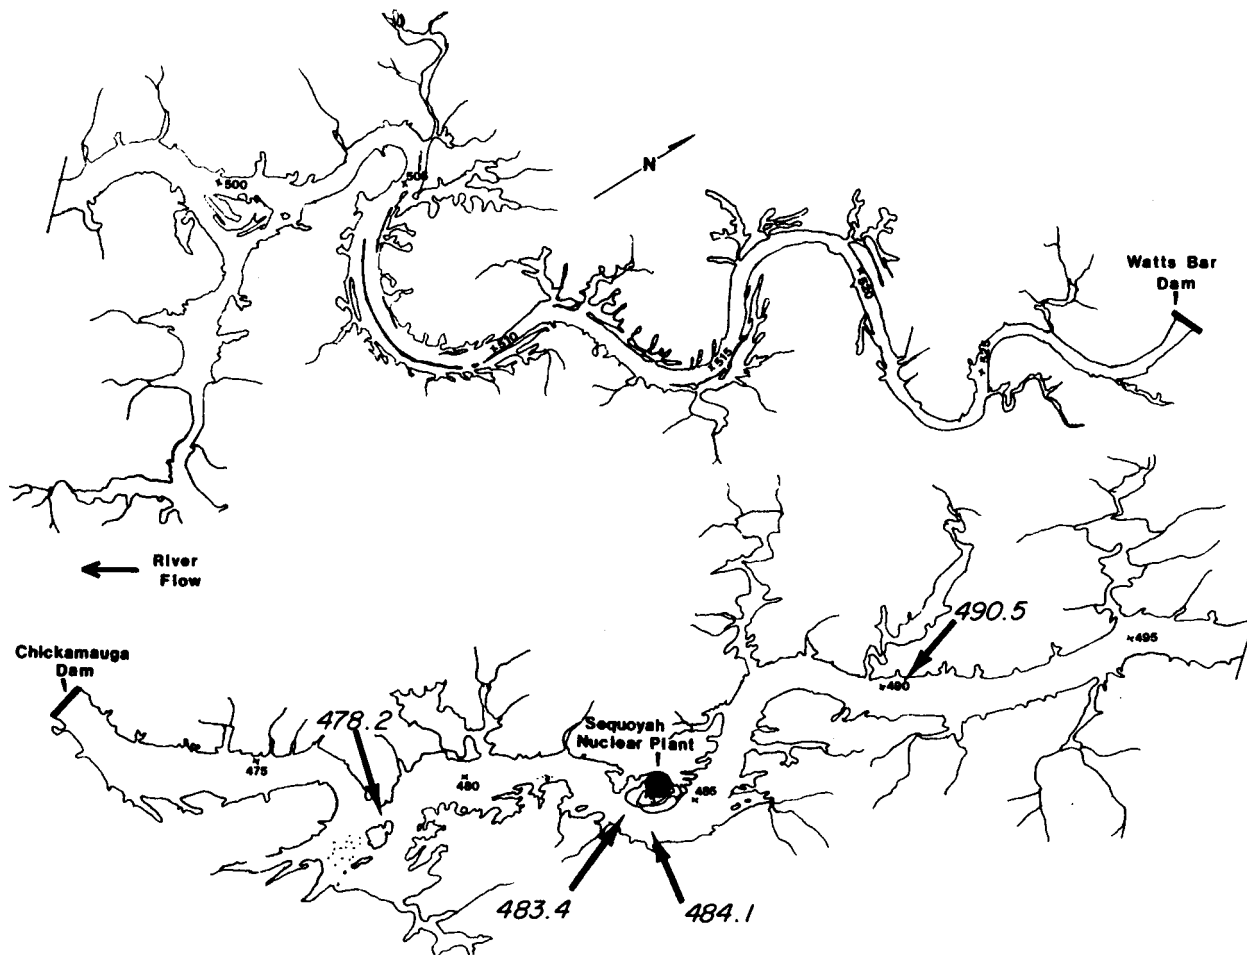 500
505
N
Watts Bar
Dam
520
510
515
525
River
Flow
490.5
495
Chickamauga
Dam
490
478.2
Sequoyah
Nuclear Plant
475
480
485
483.4
484.1